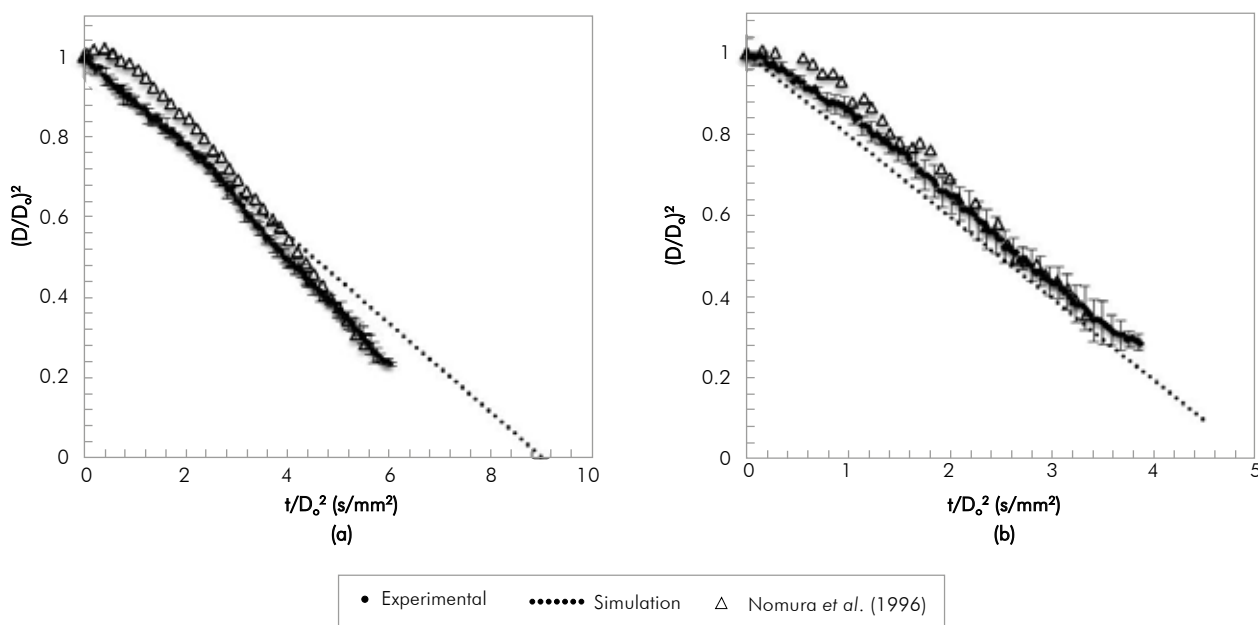 1
0.8
0.6
0.4
0.2
0
(D/Dₒ)²
0 2 4 6 8 10
t/Dₒ² (s/mm²)
(a)
1
0.8
0.6
0.4
0.2
0
(D/Dₒ)²
0 1 2 3 4 5
t/Dₒ² (s/mm²)
(b)
Experimental Simulation Nomura et al. (1996)